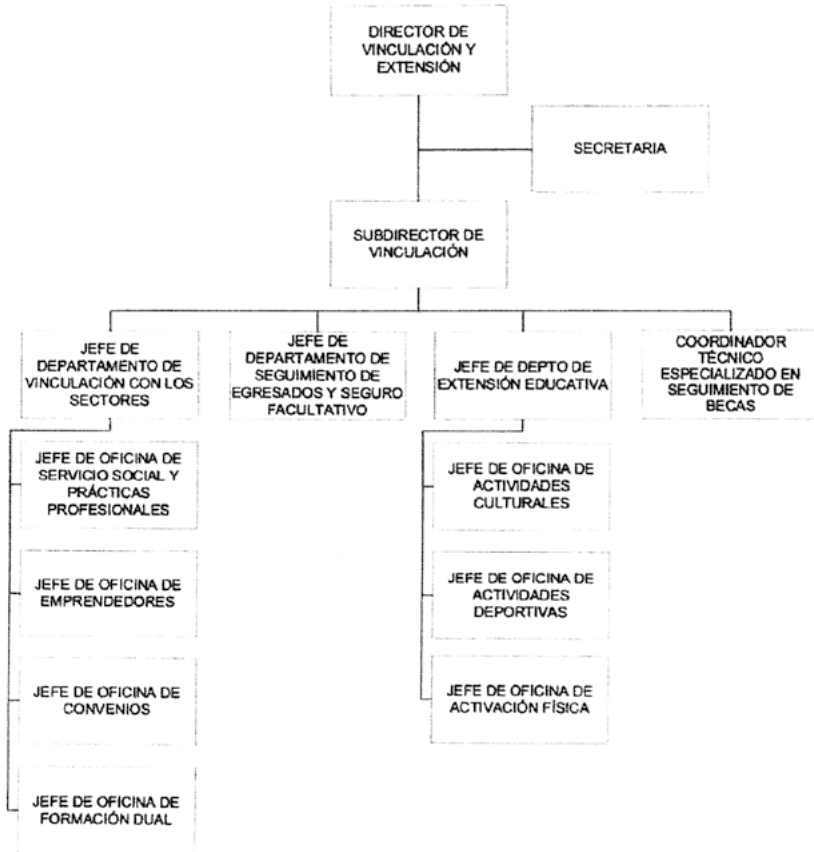 DIRECTOR DE
VINCULACIÓN Y
EXTENSIÓN
SECRETARIA
SUBDIRECTOR DE
VINCULACIÓN
JEFE DE
DEPARTAMENTO DE
VINCULACIÓN CON LOS
SECTORES
JEFE DE
DEPARTAMENTO DE
SEGUIMIENTO DE
EGRESADOS Y SEGURO
FACULTATIVO
JEFE DE DEPTO DE
EXTENSIÓN EDUCATIVA
COORDINADOR
TÉCNICO
ESPECIALIZADO EN
SEGUIMIENTO DE
BECAS
JEFE DE OFICINA DE
SERVICIO SOCIAL Y
PRÁCTICAS
PROFESIONALES
JEFE DE OFICINA DE
EMPRENDEDORES
JEFE DE OFICINA DE
CONVENIOS
JEFE DE OFICINA DE
FORMACIÓN DUAL
JEFE DE OFICINA DE
ACTIVIDADES
CULTURALES
JEFE DE OFICINA DE
ACTIVIDADES
DEPORTIVAS
JEFE DE OFICINA DE
ACTIVACIÓN FÍSICA